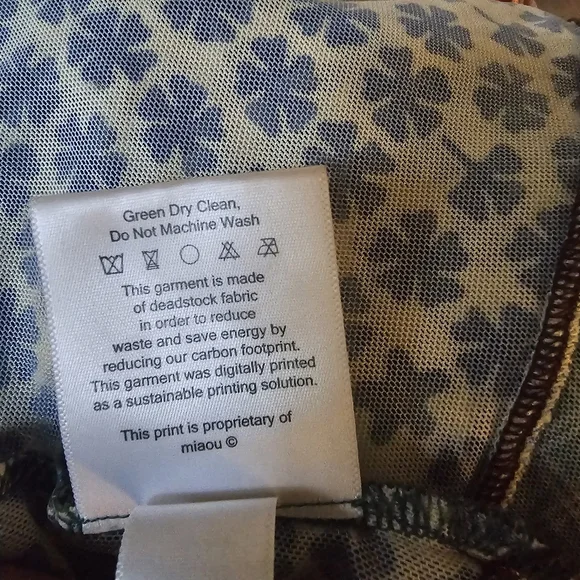 Green Dry Clean,
Do Not Machine Wash
This garment is made
of deadstock fabric
in order to reduce
waste and save energy by
reducing our carbon footprint.
This garment was digitally printed
as a sustainable printing solution.
This print is proprietary of
miaou ©